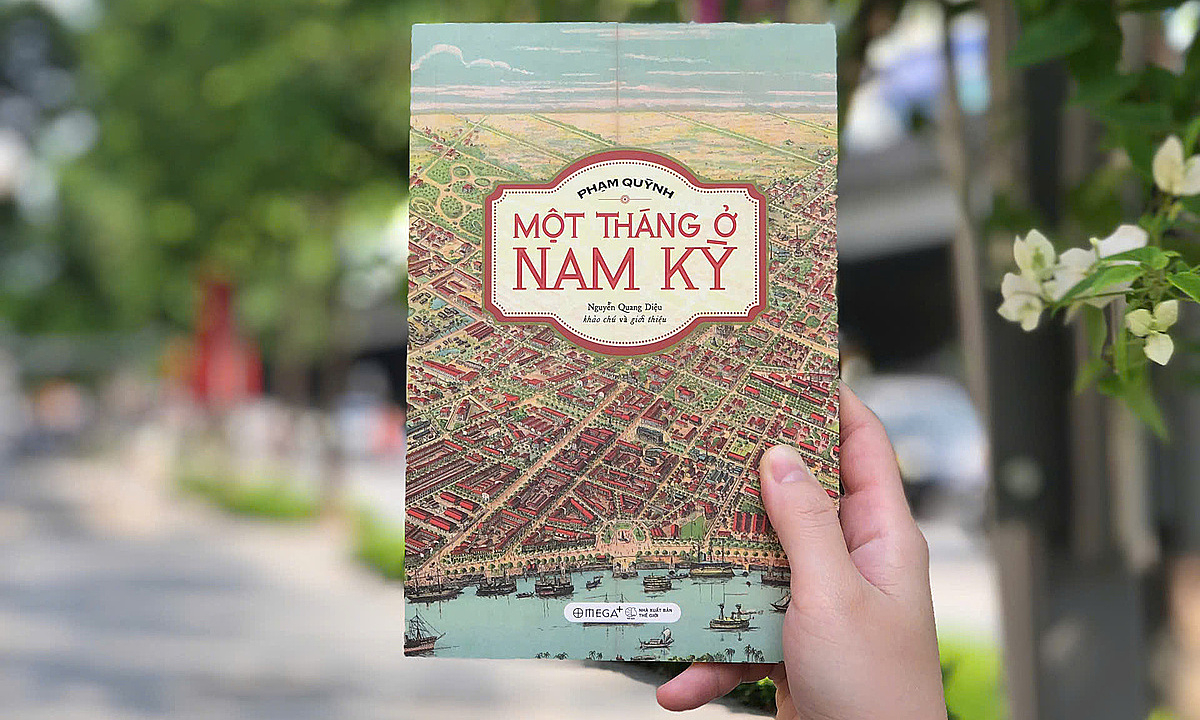 PHẠM QUỲNH
MỘT THÁNG Ở
NAM KỲ
Nguyễn Quang Diệu
khảo chú và giới thiệu
OMEGA+
NHÀ XUẤT BẢN
THẾ GIỚI